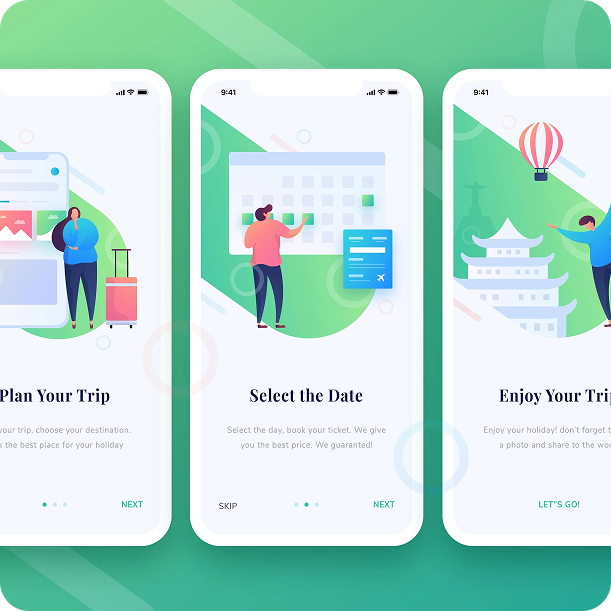 Plan Your Trip
your trip, choose your destination.
the best place for your holiday
NEXT
9:41
Select the Date
Select the day, book your ticket. We give
you the best price. We guaranted!
SKIP
NEXT
9:41
Enjoy Your Trip
Enjoy your holiday! don't forget
a photo and share to the
LET"S GO!